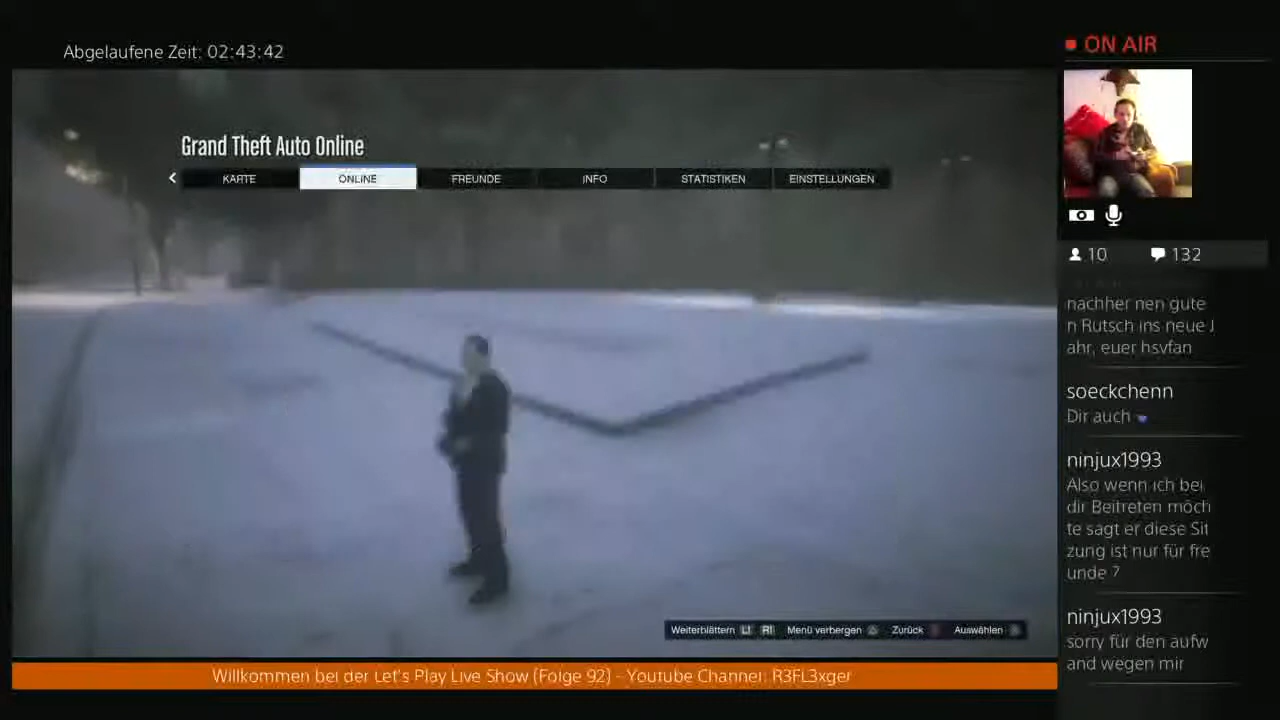 Abgelaufene Zeit: 02:43:42
ON AIR
Grand Theft Auto Online
KARTE ONLINE FREUNDE INFO STATISTIKEN EINSTELLUNGEN
10 132
nachher nen gute
n Rutsch ins neue J
ahr, euer hsvfan
soeckchenn
Dir auch
ninjux1993
Also wenn ich bei
dir Beitreten möch
te sagt er diese Sit
zung ist nur für fre
unde ?
ninjux1993
sorry für den aufw
and wegen mir
Weiterblättern L1 R1 Menü verbergen Zurück Auswählen
Willkommen bei der Let's Play Live Show (Folge 92) - Youtube Channel: R3FL3xger